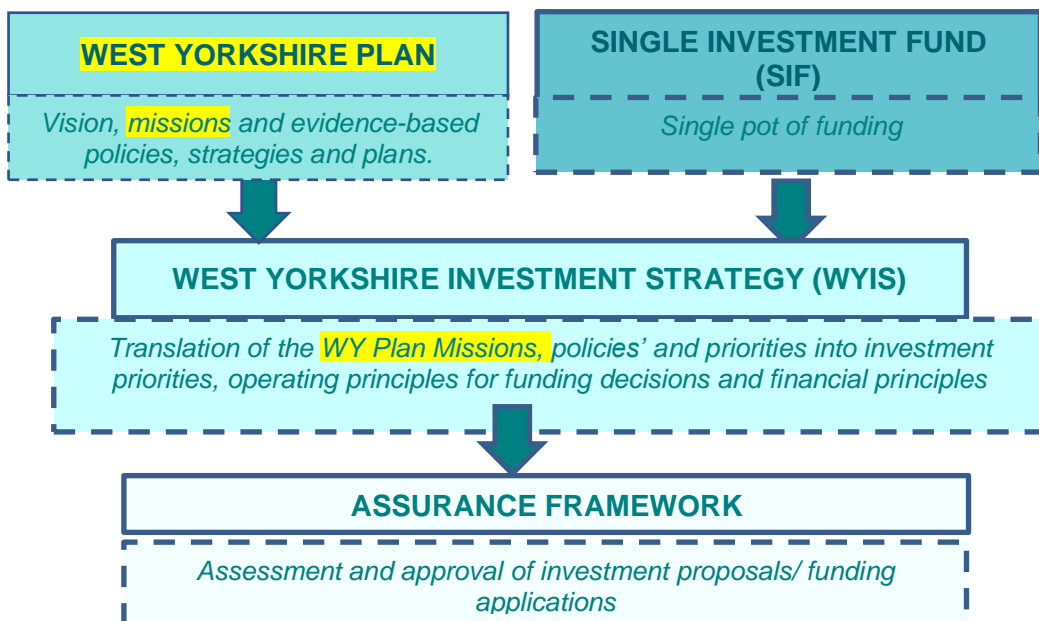 WEST YORKSHIRE PLAN
Vision, missions and evidence-based
policies, strategies and plans.
SINGLE INVESTMENT FUND
(SIF)
Single pot of funding
WEST YORKSHIRE INVESTMENT STRATEGY (WYIS)
Translation of the WY Plan Missions, policies’ and priorities into investment
priorities, operating principles for funding decisions and financial principles
ASSURANCE FRAMEWORK
Assessment and approval of investment proposals/ funding
applications